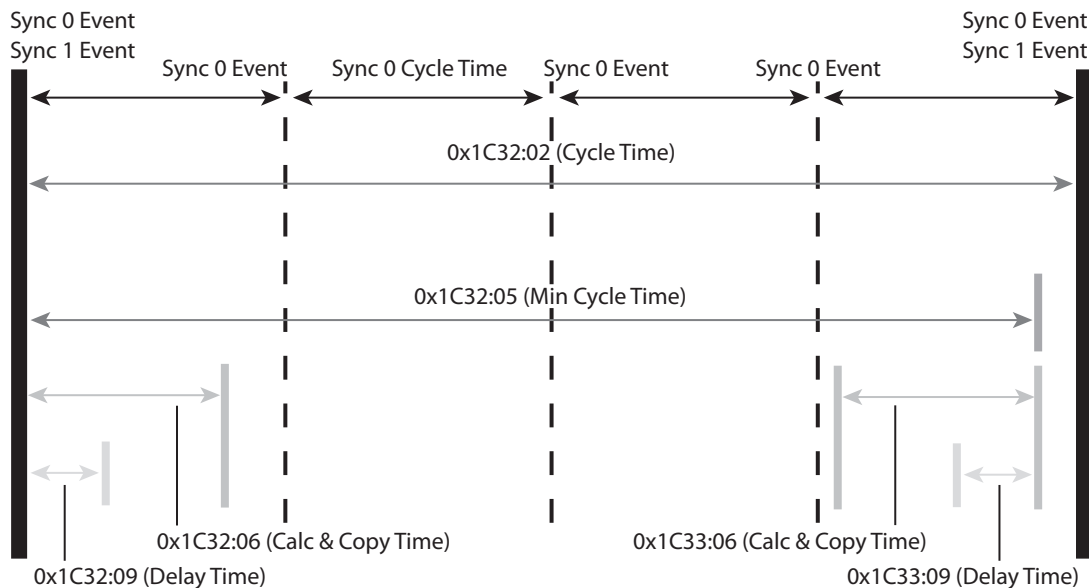 Sync 0 Event
Sync 1 Event
Sync 0 Event
Sync 1 Event
Sync 0 Event
Sync 0 Cycle Time
Sync 0 Event
Sync 0 Event
0x1C32:02 (Cycle Time)
0x1C32:05 (Min Cycle Time)
0x1C32:06 (Calc & Copy Time)
0x1C33:06 (Calc & Copy Time)
0x1C32:09 (Delay Time)
0x1C33:09 (Delay Time)